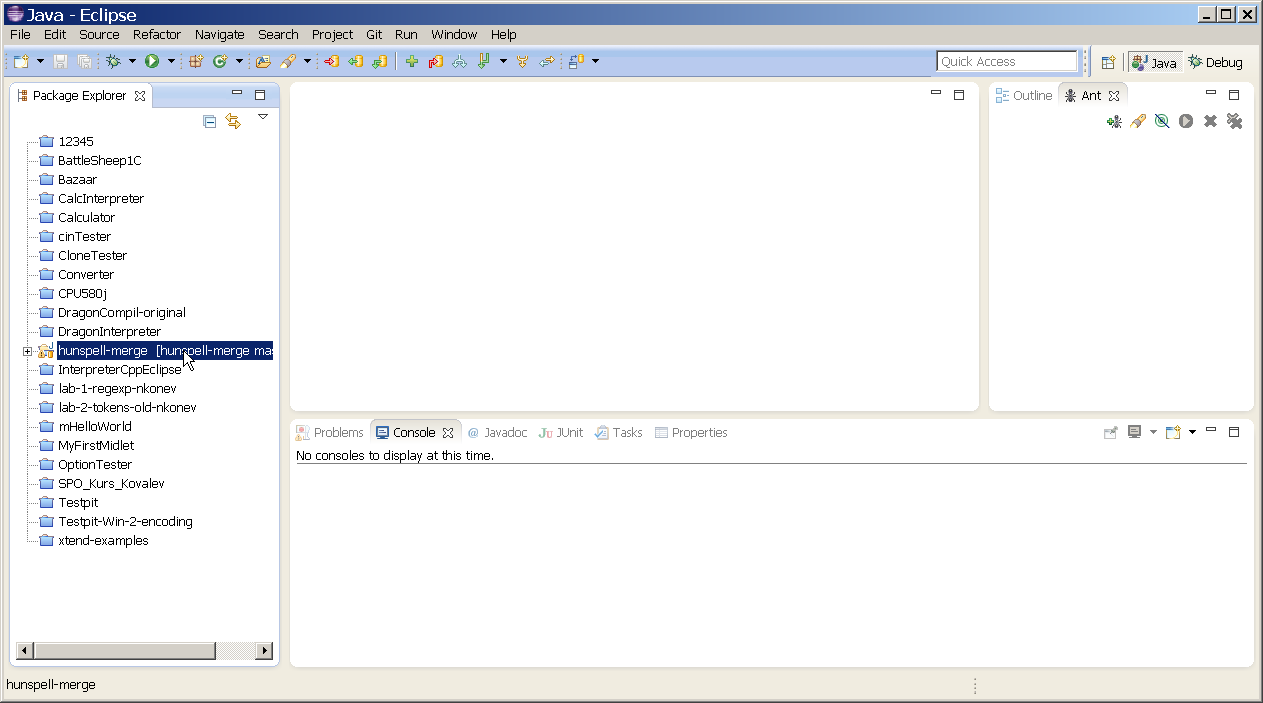 Java - Eclipse
File Edit Source Refactor Navigate Search Project Git Run Window Help
Quick Access Java Debug
Package Explorer
Outline Ant
12345
BattleSheep1C
Bazaar
CalcInterpreter
Calculator
cinTester
CloneTester
Converter
CPU580j
DragonCompil-original
DragonInterpreter
hunspell-merge [hunspell-merge mas
InterpreterCppEclipse
lab-1-regexp-nkonev
lab-2-tokens-old-nkonev
mHelloWorld
MyFirstMidlet
OptionTester
SPO_Kurs_Kovalev
Testpit
Testpit-Win-2-encoding
xtend-examples
Problems Console @ Javadoc Ju JUnit Tasks Properties
No consoles to display at this time.
hunspell-merge